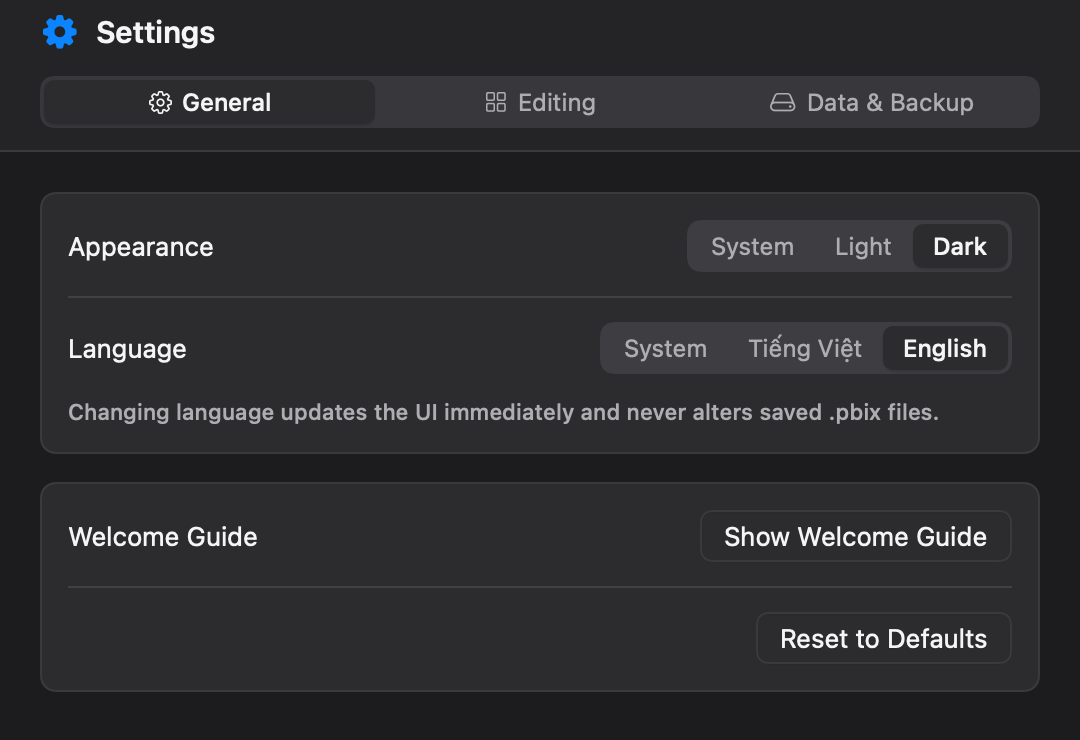 Settings
General
Editing
Data & Backup
Appearance
System
Light
Dark
Language
System
Tiếng Việt
English
Changing language updates the UI immediately and never alters saved .pbix files.
Welcome Guide
Show Welcome Guide
Reset to Defaults